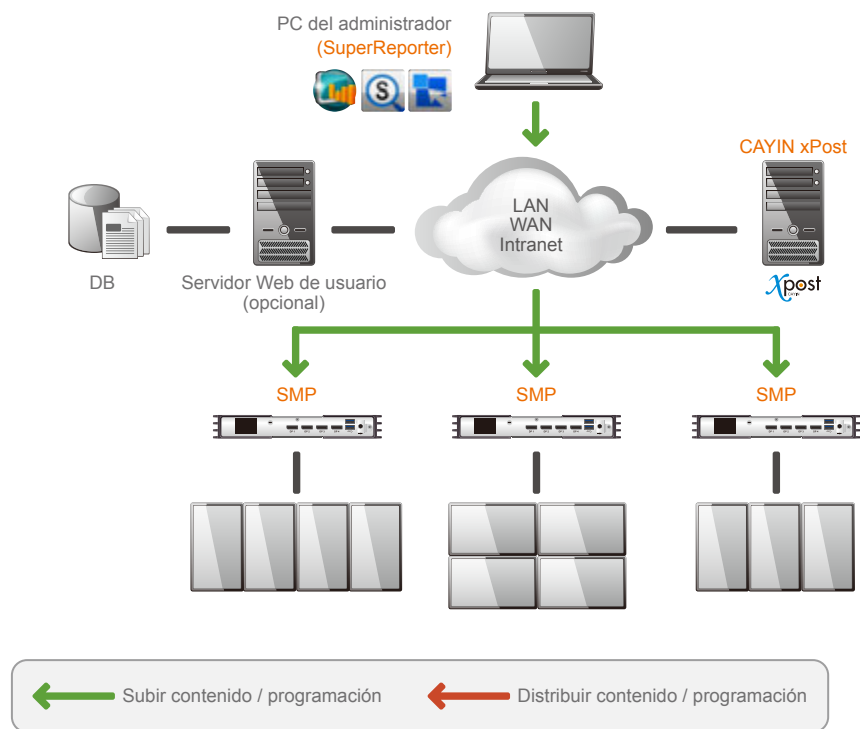 PC del administrador
(SuperReporter)
S
CAYIN xPost
LAN
WAN
Intranet
DB
Servidor Web de usuario
(opcional)
Xpost
SMP
SMP
SMP
Subir contenido / programación
Distribuir contenido / programación